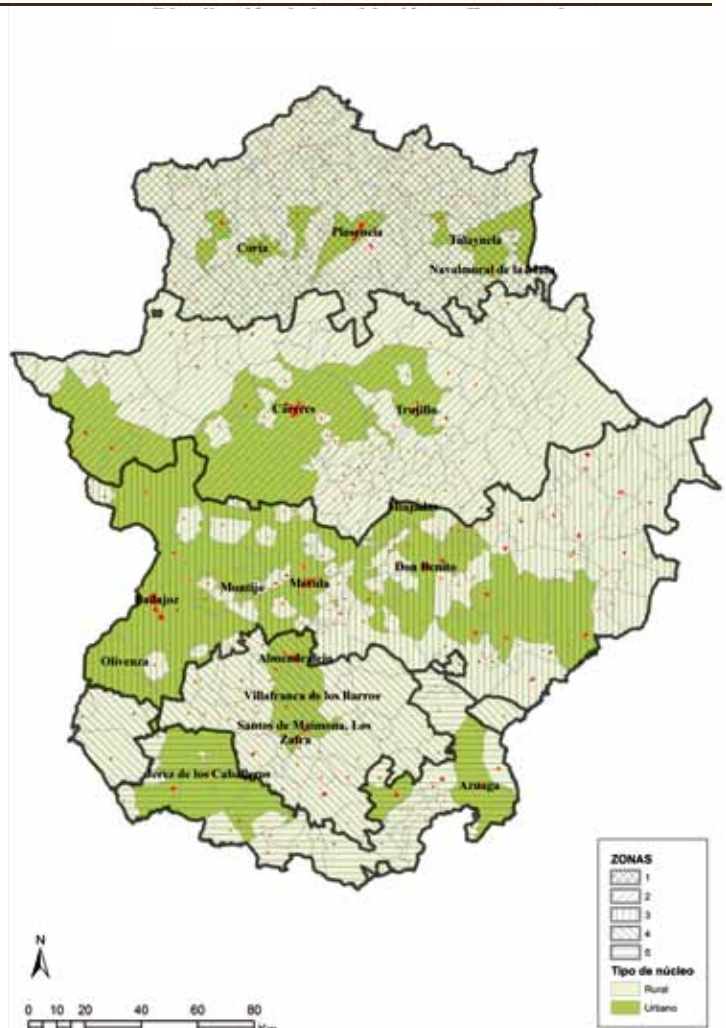 Coria
Plasencia
Talayuela
Navalmoral de la Mata
Cáceres
Trujillo
Miajadas
Don Benito
Montijo
Mérida
Badajoz
Olivenza
Almendralejo
Villafranca de los Barros
Santos de Maimona, Los
Zafra
Jerez de los Caballeros
Azuaga
ZONAS
1
2
3
4
5
Tipo de núcleo
Rural
Urbano
N
0 10 20 40 60 80
Km